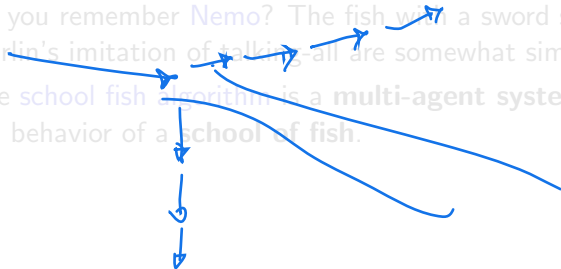 you remember Nemo? The fish with a sword s
rlin's imitation of talking-all are somewhat sim
e school fish algorithm is a multi-agent syste
behavior of a school of fish.